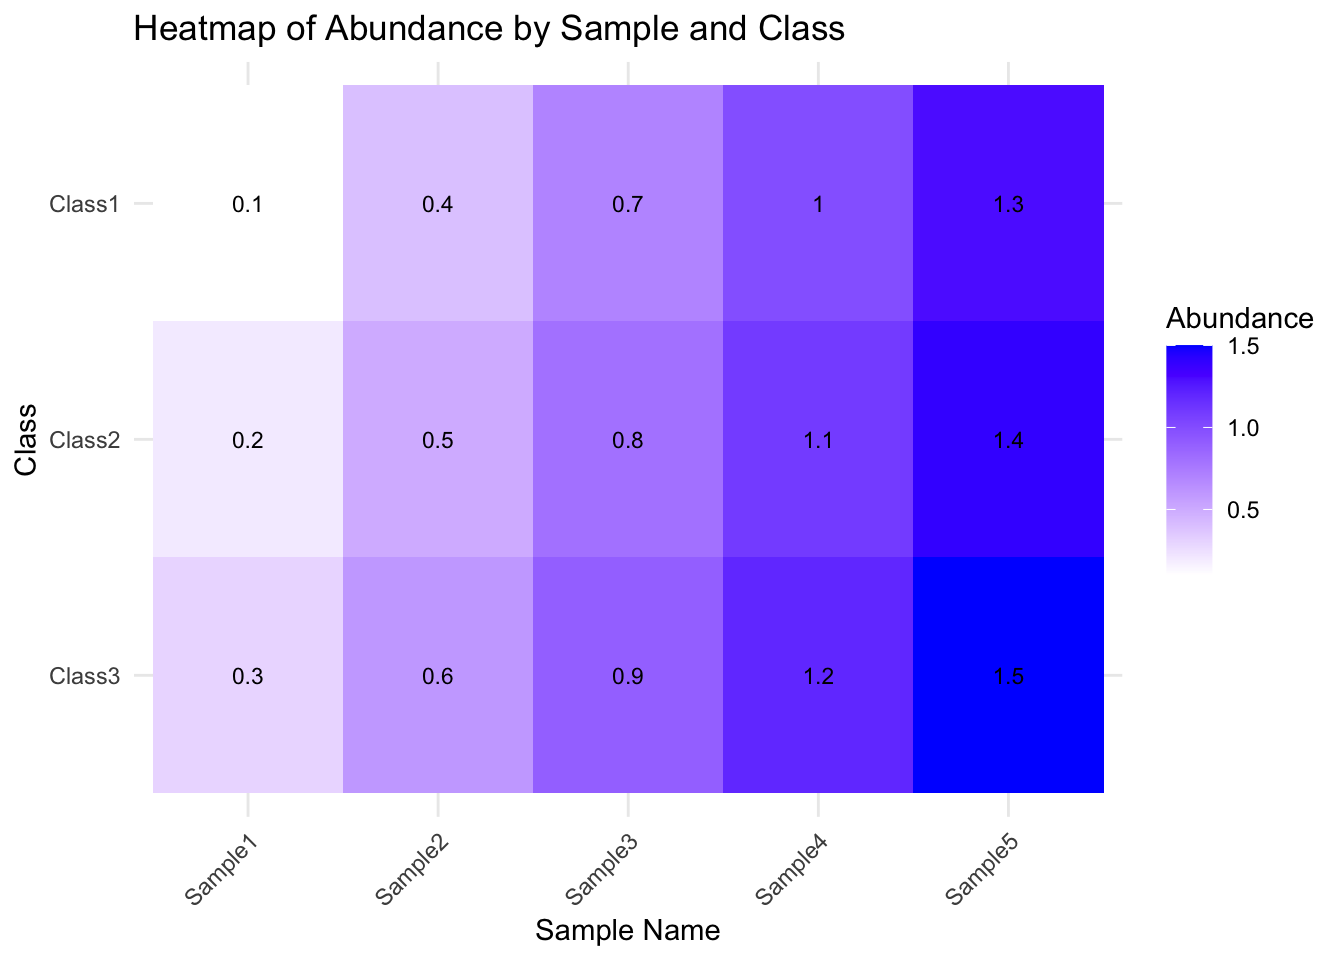 Heatmap of Abundance by Sample and Class
Class
Class1
0.1
0.4
0.7
1
1.3
Class2
0.2
0.5
0.8
1.1
1.4
Class3
0.3
0.6
0.9
1.2
1.5
Sample1
Sample2
Sample3
Sample4
Sample5
Sample Name
Abundance
1.5
1.0
0.5